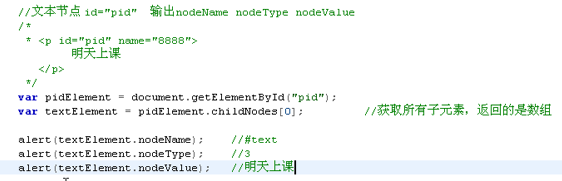 //文本节点 id="pid"  输出nodeName nodeType nodeValue
/*
 * <p id="pid" name="8888">
        明天上课
   </p>
 */
var pidElement = document.getElementById("pid");
var textElement = pidElement.childNodes[0];        //获取所有子元素，返回的是数组
alert(textElement.nodeName);    //#text
alert(textElement.nodeType);    //3
alert(textElement.nodeValue);   //明天上课